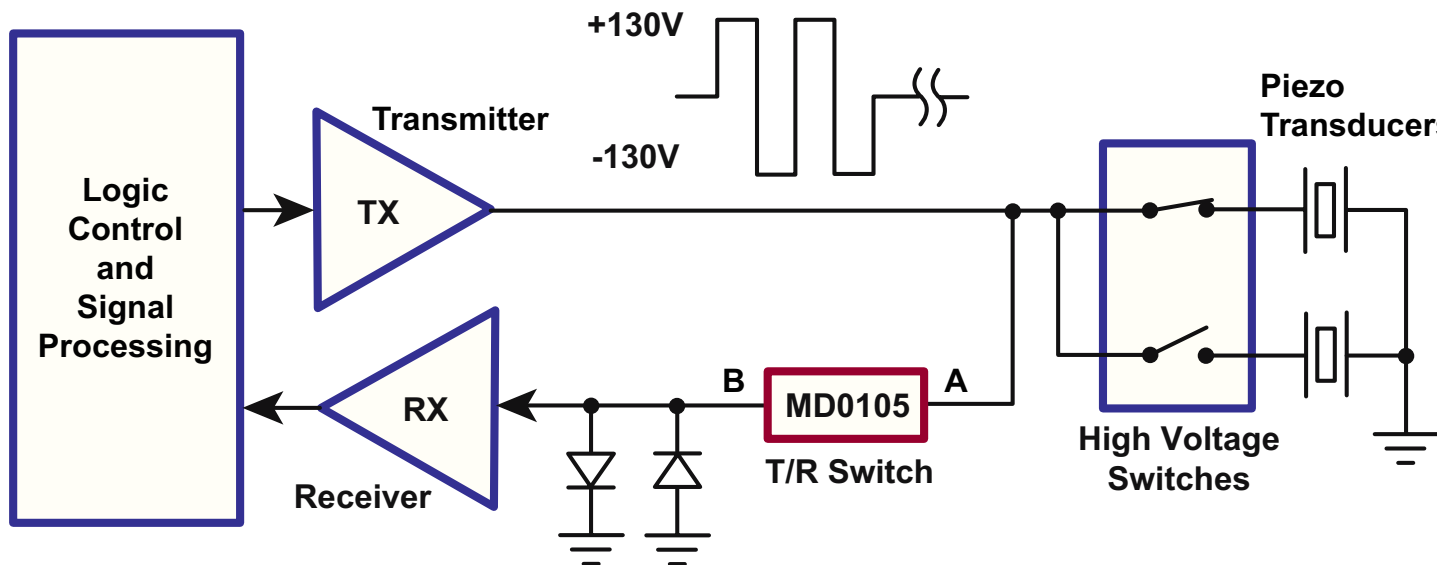 +130V
-130V
Transmitter
TX
Logic
Control
and
Signal
Processing
Piezo
Transducers
B
A
MD0105
T/R Switch
RX
Receiver
High Voltage
Switches